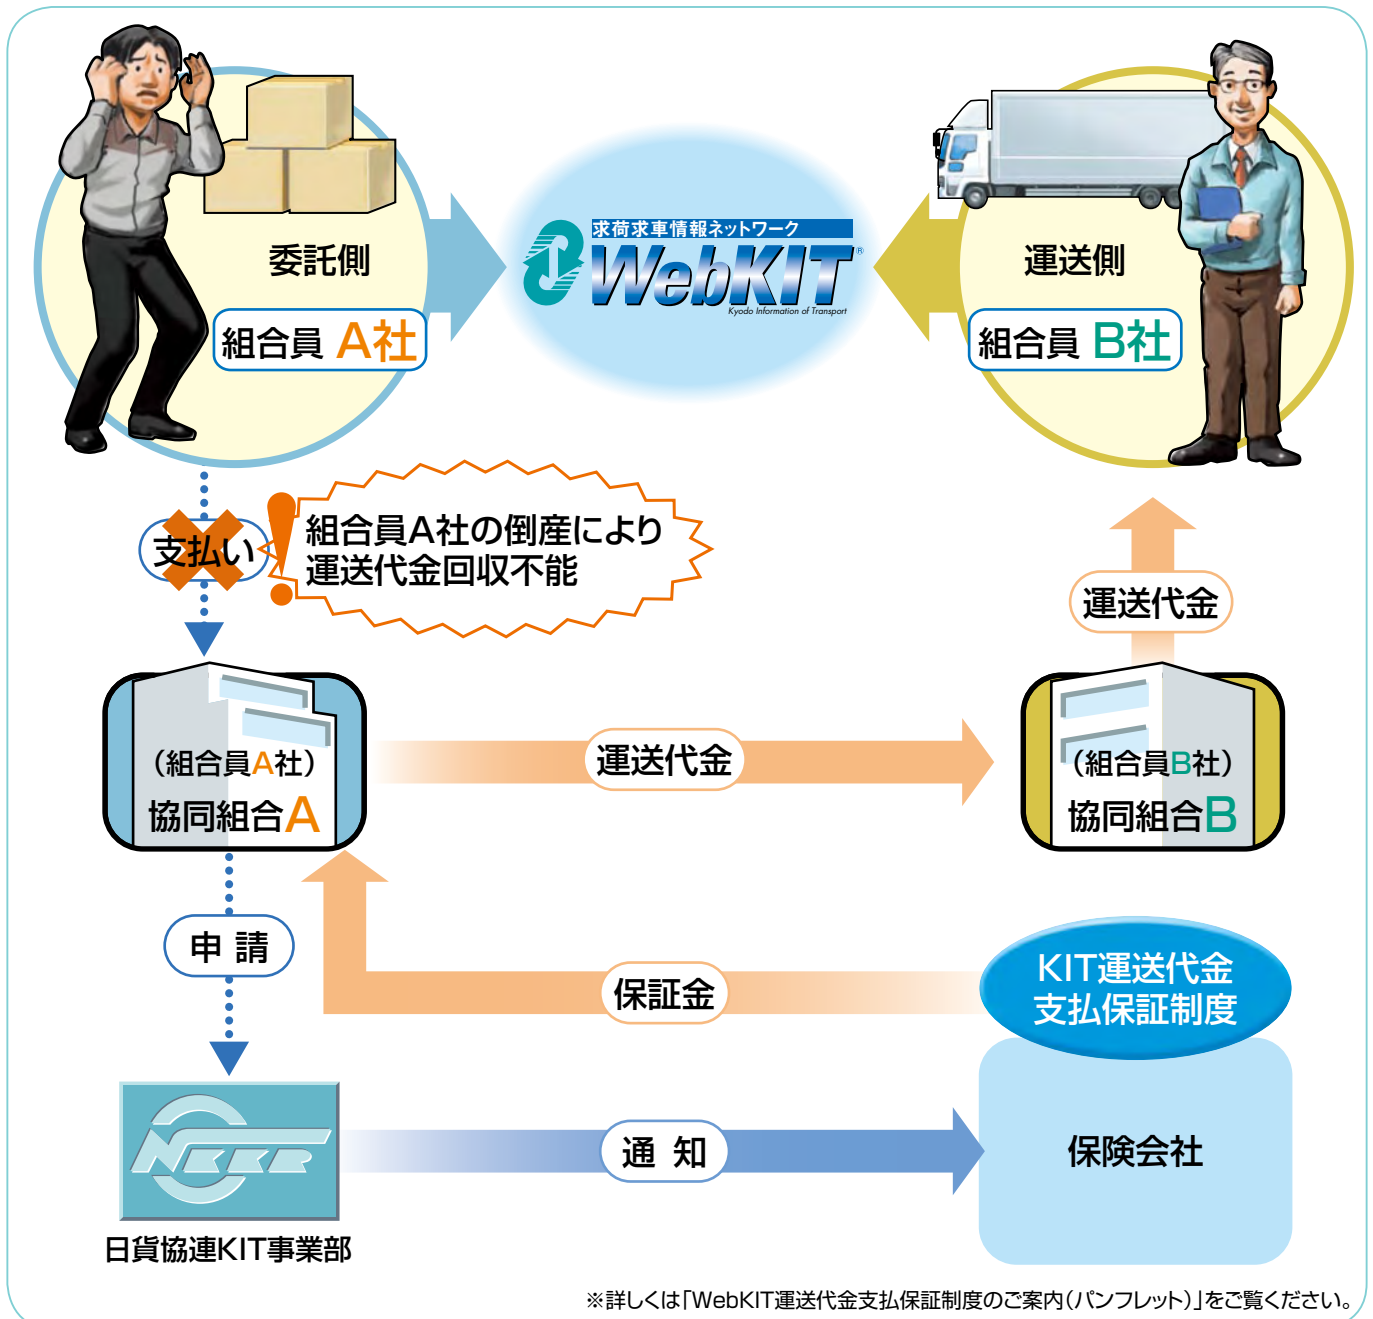 求荷求車情報ネットワーク
WebKIT®
Kyodo Information of Transport
委託側
組合員 A社
運送側
組合員 B社
支払い
組合員A社の倒産により
運送代金回収不能
運送代金
(組合員A社)
協同組合A
運送代金
(組合員B社)
協同組合B
申 請
保証金
KIT運送代金
支払保証制度
NKKR
通 知
保険会社
日貨協連KIT事業部
※詳しくは「WebKIT運送代金支払保証制度のご案内(パンフレット)」をご覧ください。